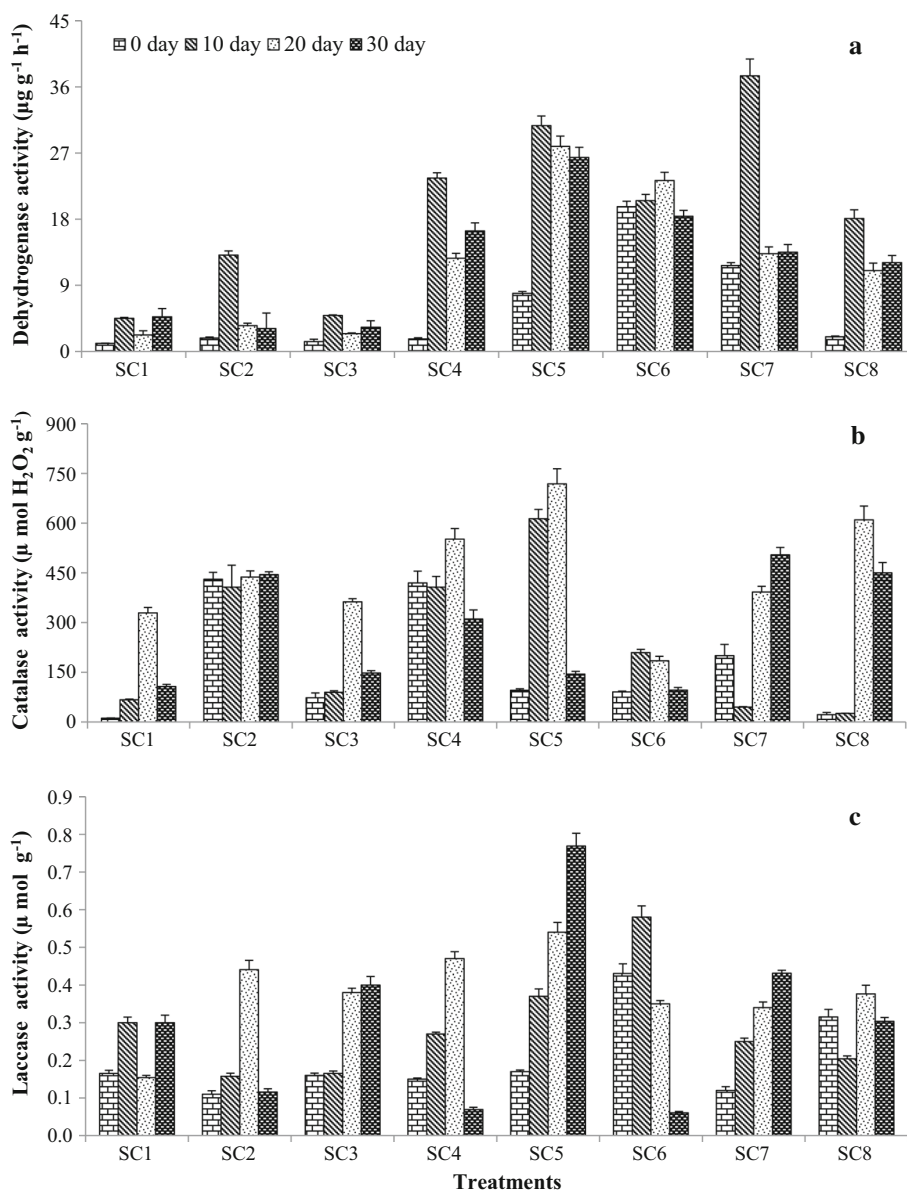 Dehydrogenase activity (µg g⁻¹ h⁻¹)
45
36
27
18
9
0
0 day 10 day 20 day 30 day
a
SC1 SC2 SC3 SC4 SC5 SC6 SC7 SC8
Catalase activity (µ mol H₂O₂ g⁻¹)
900
750
600
450
300
150
0
b
SC1 SC2 SC3 SC4 SC5 SC6 SC7 SC8
Laccase activity (µ mol g⁻¹)
0.9
0.8
0.7
0.6
0.5
0.4
0.3
0.2
0.1
0.0
c
SC1 SC2 SC3 SC4 SC5 SC6 SC7 SC8
Treatments